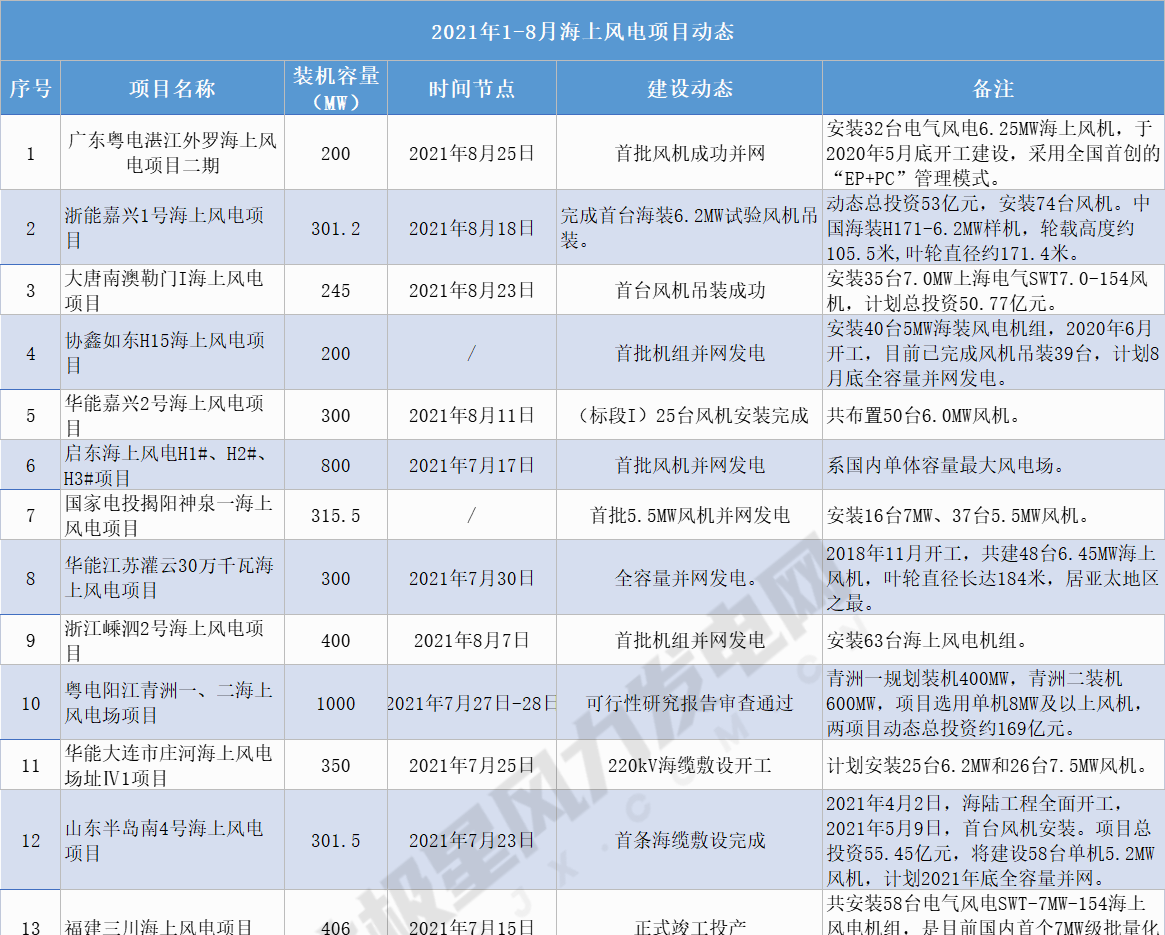 2021年1-8月海上风电项目动态
序号 项目名称 装机容量（MW） 时间节点 建设动态 备注
1 广东粤电湛江外罗海上风电项目二期 200 2021年8月25日 首批风机成功并网 安装32台电气风电6.25MW海上风机，于2020年5月底开工建设，采用全国首创的“EP+PC”管理模式。
2 浙能嘉兴1号海上风电项目 301.2 2021年8月18日 完成首台海装6.2MW试验风机吊装。 动态总投资53亿元，安装74台风机。中国海装H171-6.2MW样机，轮载高度约105.5米,叶轮直径约171.4米。
3 大唐南澳勒门I海上风电项目 245 2021年8月23日 首台风机吊装成功 安装35台7.0MW上海电气SWT7.0-154风机，计划总投资50.77亿元。
4 协鑫如东H15海上风电项目 200 / 首批机组并网发电 安装40台5MW海装风电机组，2020年6月开工，目前已完成风机吊装39台，计划8月底全容量并网发电。
5 华能嘉兴2号海上风电项目 300 2021年8月11日 （标段I）25台风机安装完成 共布置50台6.0MW风机。
6 启东海上风电H1#、H2#、H3#项目 800 2021年7月17日 首批风机并网发电 系国内单体容量最大风电场。
7 国家电投揭阳神泉一海上风电项目 315.5 / 首批5.5MW风机并网发电 安装16台7MW、37台5.5MW风机。
8 华能江苏灌云30万千瓦海上风电项目 300 2021年7月30日 全容量并网发电。 2018年11月开工，共建48台6.45MW海上风机，叶轮直径长达184米，居亚太地区之最。
9 浙江嵊泗2号海上风电项目 400 2021年8月7日 首批机组并网发电 安装63台海上风电机组。
10 粤电阳江青洲一、二海上风电场项目 1000 2021年7月27日-28日 可行性研究报告审查通过 青洲一规划装机400MW，青洲二装机600MW，项目选用单机8MW及以上风机，两项目动态总投资约169亿元。
11 华能大连市庄河海上风电场址Ⅳ1项目 350 2021年7月25日 220kV海缆敷设开工 计划安装25台6.2MW和26台7.5MW风机。
12 山东半岛南4号海上风电项目 301.5 2021年7月23日 首条海缆敷设完成 2021年4月2日，海陆工程全面开工，2021年5月9日，首台风机安装。项目总投资55.45亿元，将建设58台单机5.2MW风机，计划2021年底全容量并网。
13 福建三川海上风电项目 406 2021年7月15日 正式竣工投产 共安装58台电气风电SWT-7MW-154海上风电机组，是目前国内首个7MW级批量化
极星风力发电网
JX.COM